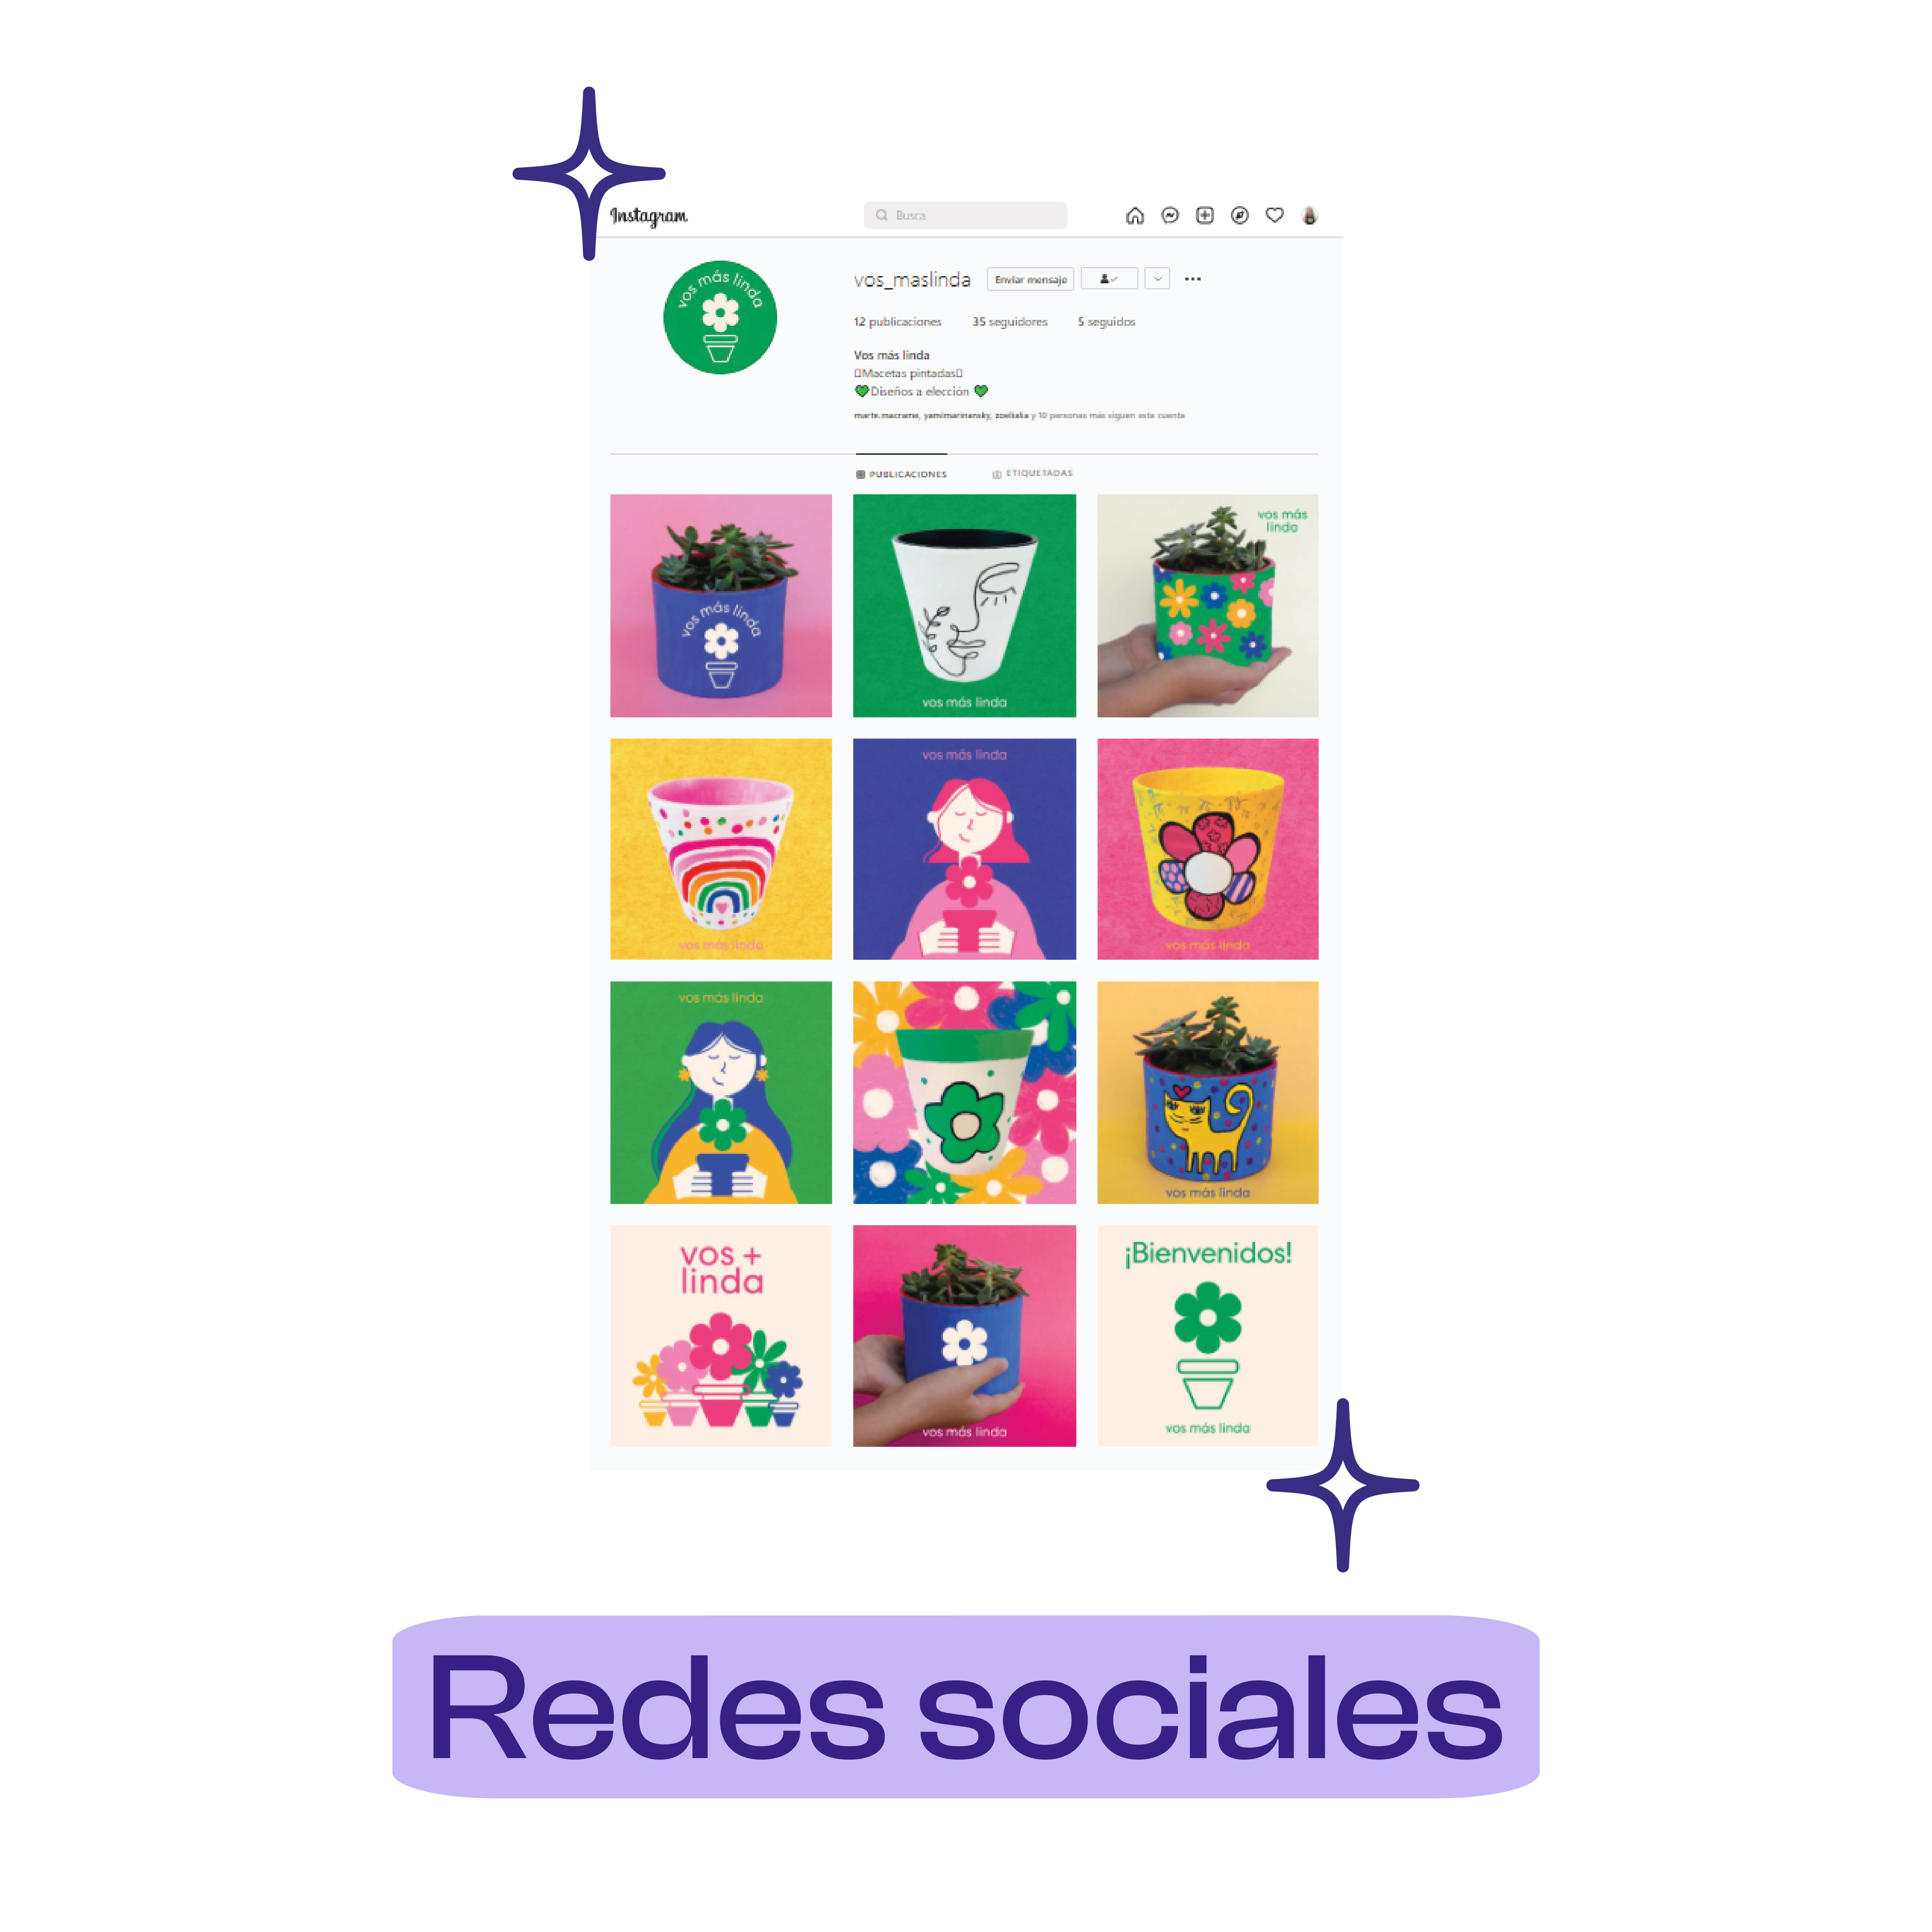 Instagram
Busca
vos más linda
vos_maslinda
Enviar mensaje
12 publicaciones 35 seguidores 5 seguidos
Vos más linda
Macetas pintadas
💚Diseños a elección 💚
marte.macrame, yamimarinansky, zoelialia y 10 personas más siguen esta cuenta
PUBLICACIONES ETIQUETADAS
vos más linda
vos más linda
vos más
linda
vos más linda
vos más linda
vos más linda
vos más linda
vos más linda
vos +
linda
vos más linda
¡Bienvenidos!
vos más linda
Redes sociales